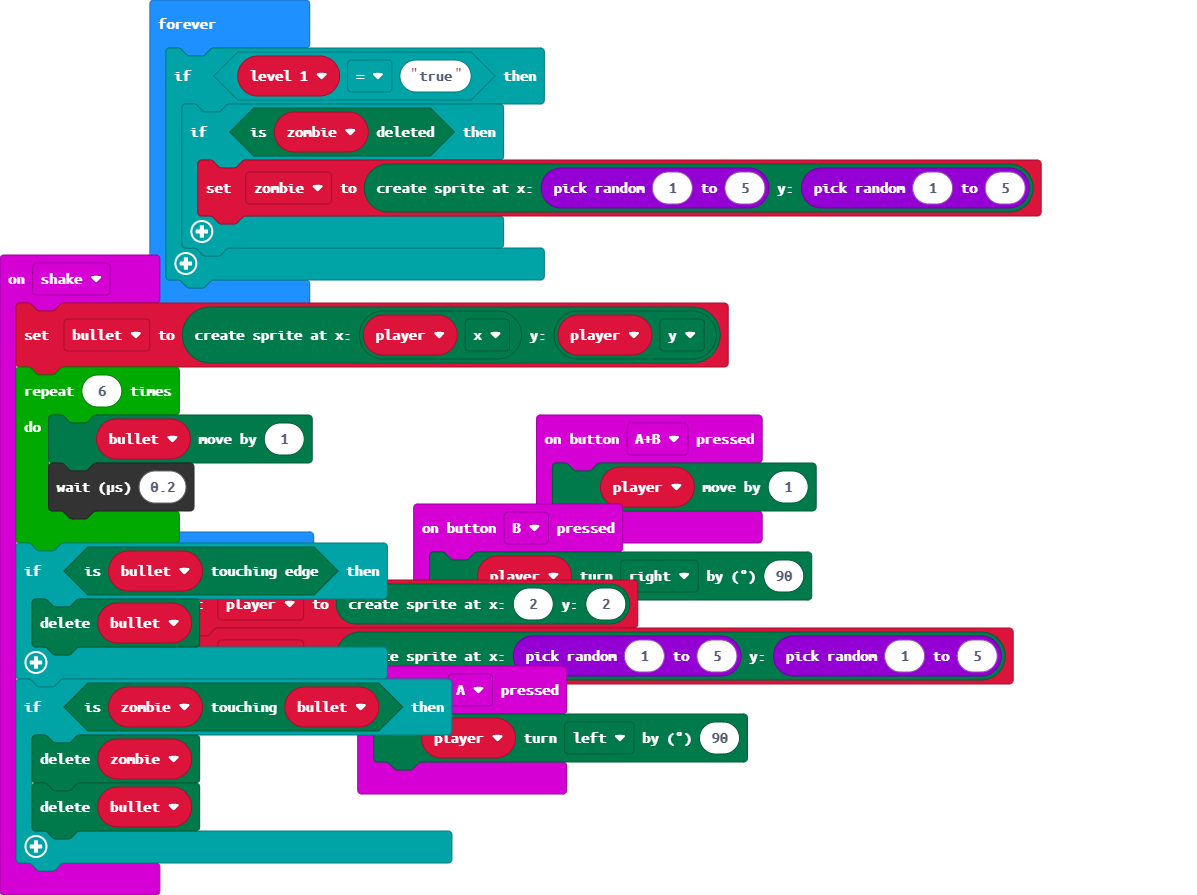 forever
if level 1 = "true" then
if is zombie deleted then
set zombie to create sprite at x: pick random 1 to 5 y: pick random 1 to 5
on shake
set bullet to create sprite at x: player x y: player y
repeat 6 times
do bullet move by 1
on button A+B pressed
wait (µs) 0.2
player move by 1
on button B pressed
if is bullet touching edge then
player turn right by (°) 90
player to create sprite at x: 2 y: 2
delete bullet
sprite at x: pick random 1 to 5 y: pick random 1 to 5
A pressed
if is zombie touching bullet then
player turn left by (°) 90
delete zombie
delete bullet